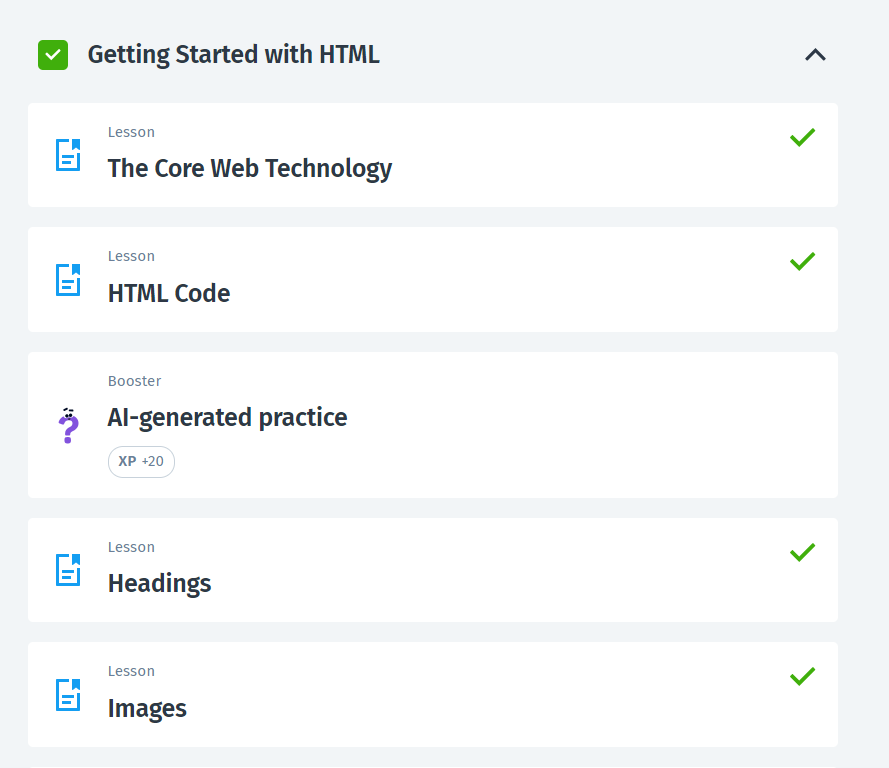 Getting Started with HTML
Lesson
The Core Web Technology
Lesson
HTML Code
Booster
AI-generated practice
XP +20
Lesson
Headings
Lesson
Images